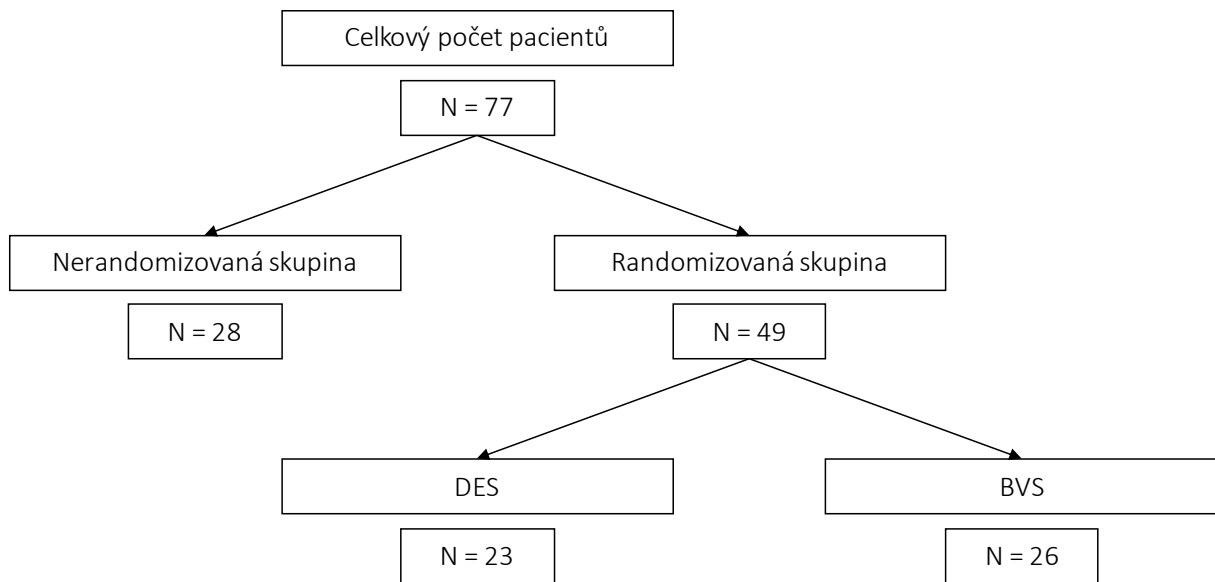 Celkový počet pacientů
N = 77
Nerandomizovaná skupina
Randomizovaná skupina
N = 28
N = 49
DES
BVS
N = 23
N = 26